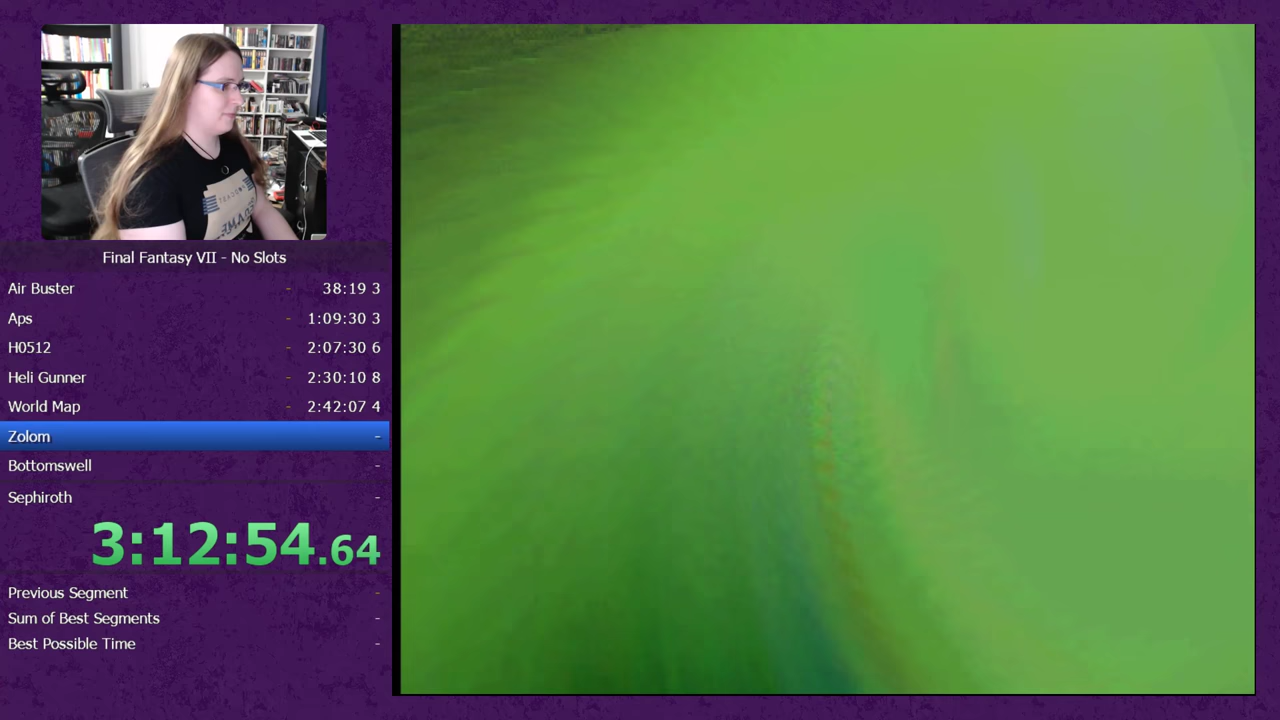 Final Fantasy VII - No Slots
Air Buster - 38:19 3
Aps - 1:09:30 3
H0512 - 2:07:30 6
Heli Gunner - 2:30:10 8
World Map - 2:42:07 4
Zolom -
Bottomswell -
Sephiroth -
3:12:54.64
Previous Segment -
Sum of Best Segments -
Best Possible Time -